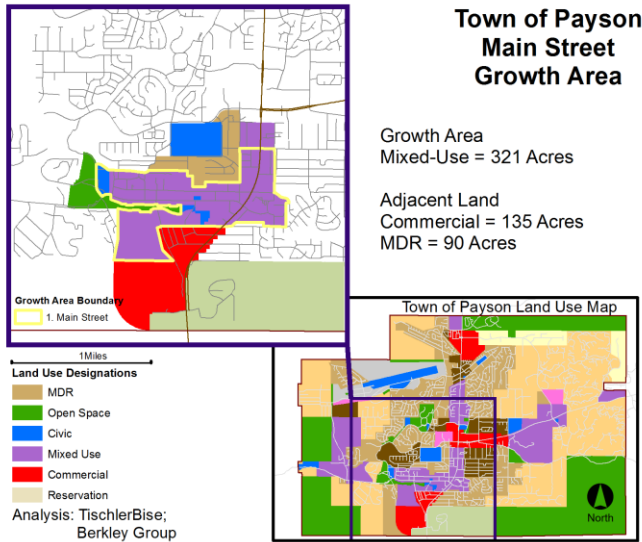 Town of Payson
Main Street
Growth Area
Growth Area
Mixed-Use = 321 Acres
Adjacent Land
Commercial = 135 Acres
MDR = 90 Acres
Growth Area Boundary
1. Main Street
1Miles
Land Use Designations
MDR
Open Space
Civic
Mixed Use
Commercial
Reservation
Analysis: TischlerBise;
Berkley Group
Town of Payson Land Use Map
North